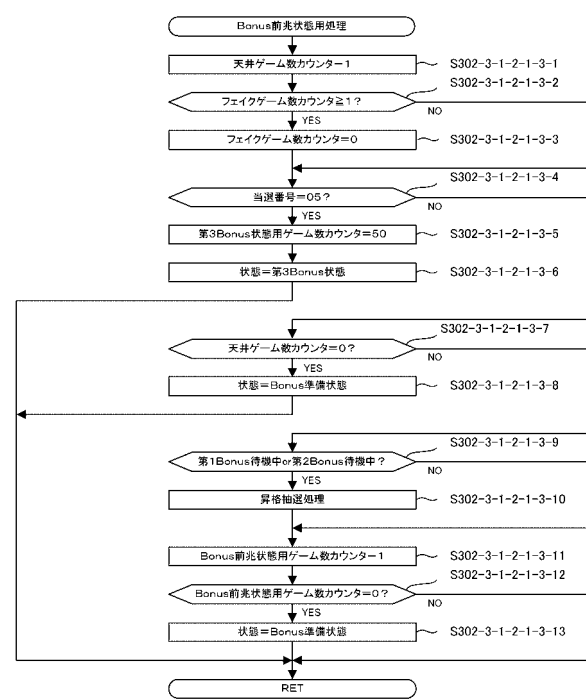 Bonus前兆状態用処理
天井ゲーム数カウンター1
S302-3-1-2-1-3-1
S302-3-1-2-1-3-2
フェイクゲーム数カウンタ≧1?
NO
YES
フェイクゲーム数カウンタ=0
S302-3-1-2-1-3-3
S302-3-1-2-1-3-4
当選番号=05?
NO
YES
第3Bonus状態用ゲーム数カウンタ=50
S302-3-1-2-1-3-5
状態=第3Bonus状態
S302-3-1-2-1-3-6
S302-3-1-2-1-3-7
天井ゲーム数カウンタ=0?
NO
YES
状態=Bonus準備状態
S302-3-1-2-1-3-8
S302-3-1-2-1-3-9
第1Bonus待機中or第2Bonus待機中?
NO
YES
昇格抽選処理
S302-3-1-2-1-3-10
Bonus前兆状態用ゲーム数カウンター1
S302-3-1-2-1-3-11
S302-3-1-2-1-3-12
Bonus前兆状態用ゲーム数カウンタ=0?
NO
YES
状態=Bonus準備状態
S302-3-1-2-1-3-13
RET